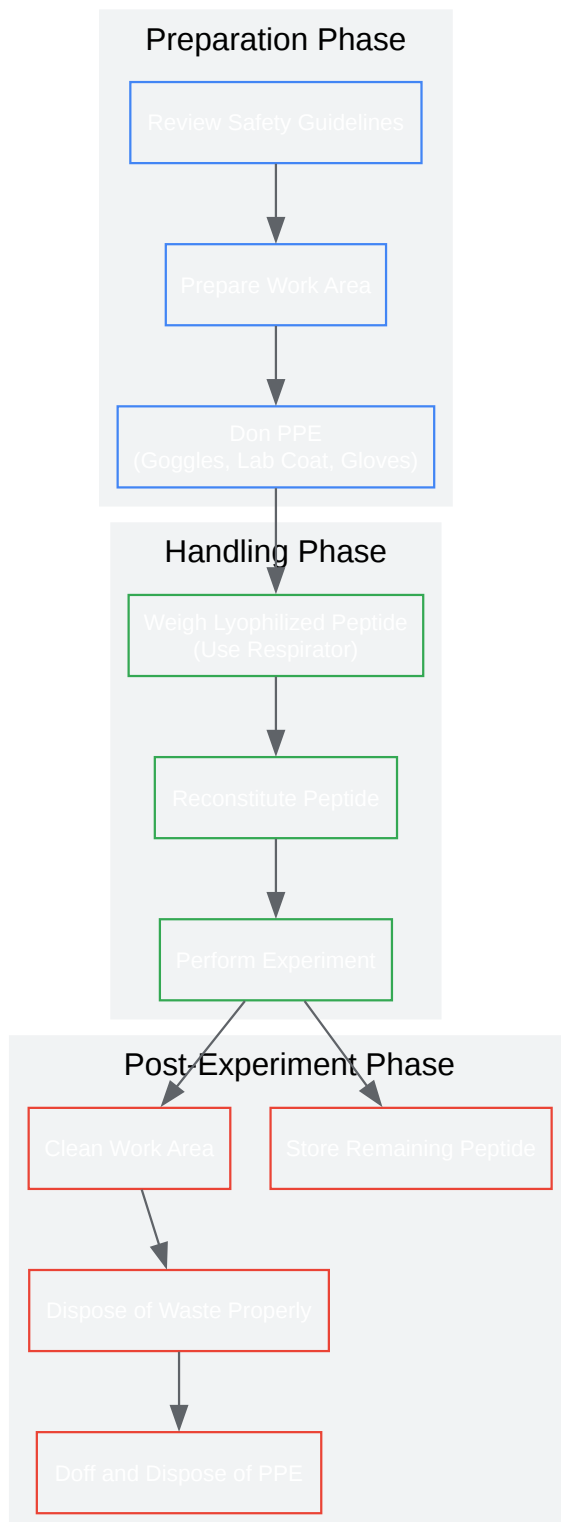 Preparation Phase
Review Safety Guidelines
Prepare Work Area
Don PPE
(Goggles, Lab Coat, Gloves)
Handling Phase
Weigh Lyophilized Peptide
(Use Respirator)
Reconstitute Peptide
Perform Experiment
Post-Experiment Phase
Clean Work Area
Store Remaining Peptide
Dispose of Waste Properly
Doff and Dispose of PPE